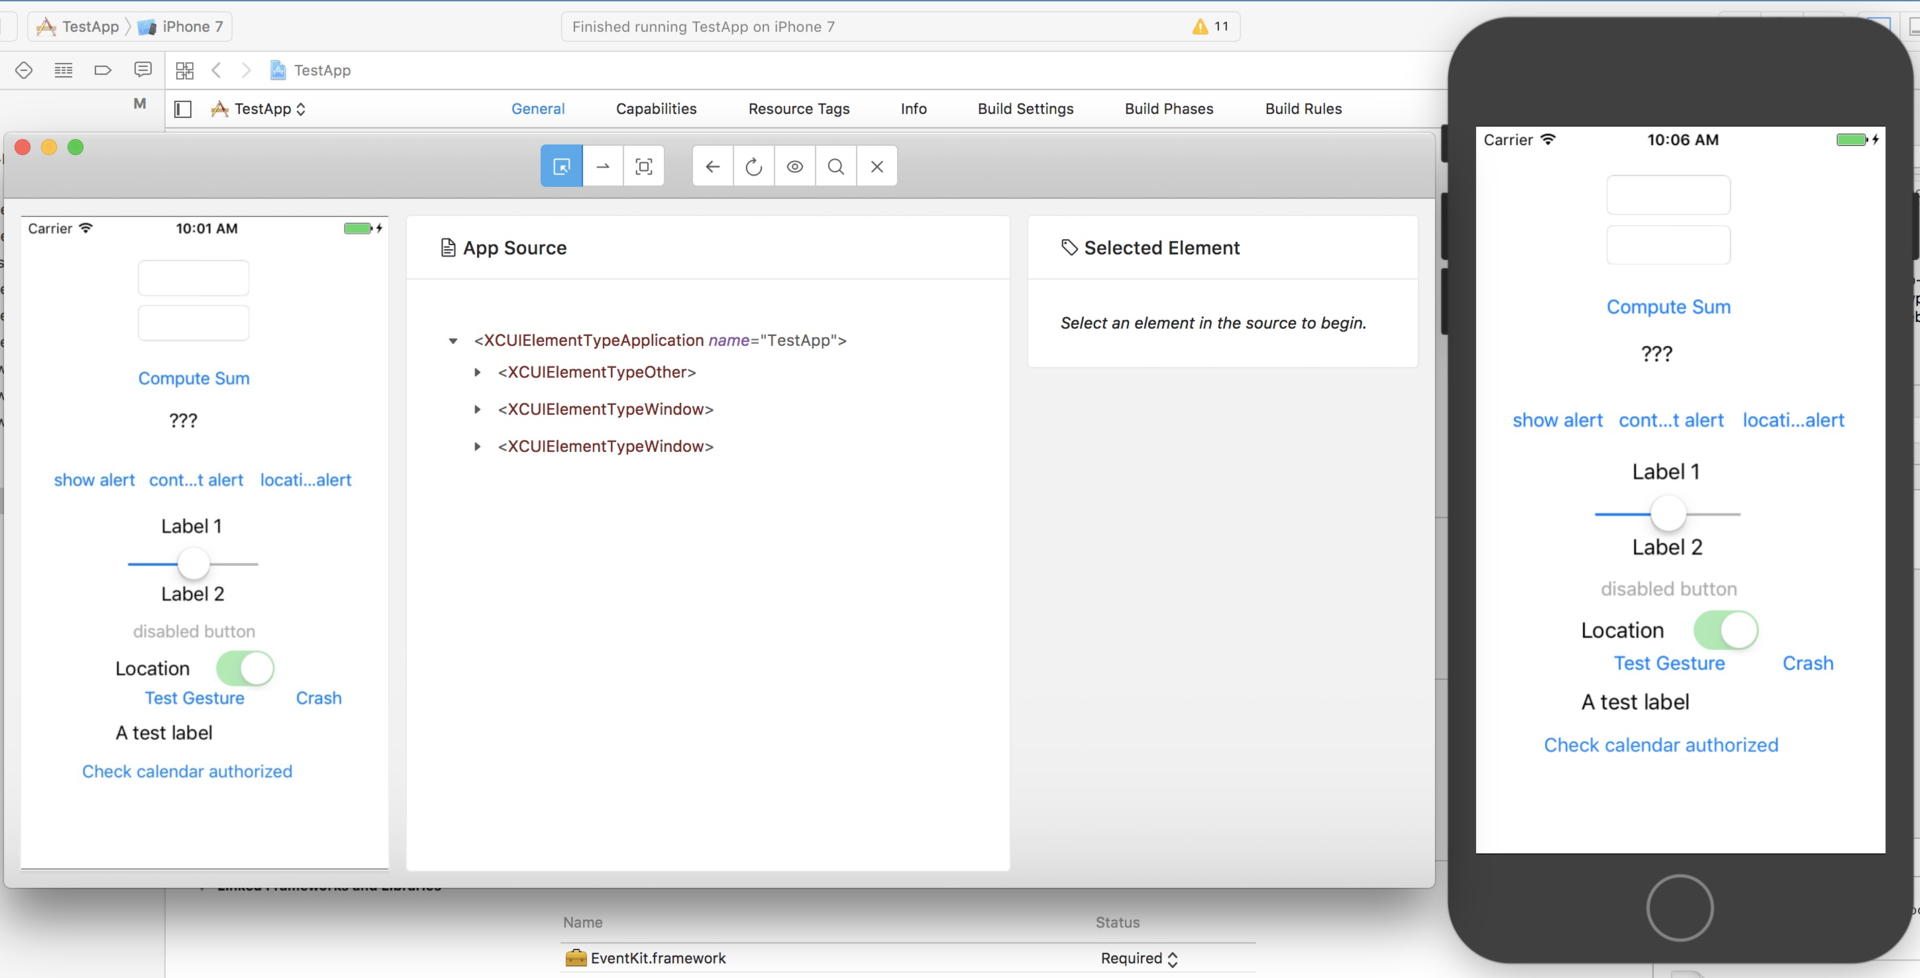 TestApp iPhone 7
Finished running TestApp on iPhone 7
11
TestApp
M
TestApp
General Capabilities Resource Tags Info Build Settings Build Phases Build Rules
Carrier 10:01 AM
Compute Sum
???
show alert cont...t alert locati...alert
Label 1
Label 2
disabled button
Location
Test Gesture Crash
A test label
Check calendar authorized
App Source
<XCUIElementTypeApplication name="TestApp">
<XCUIElementTypeOther>
<XCUIElementTypeWindow>
<XCUIElementTypeWindow>
Selected Element
Select an element in the source to begin.
Carrier 10:06 AM
Compute Sum
???
show alert cont...t alert locati...alert
Label 1
Label 2
disabled button
Location
Test Gesture Crash
A test label
Check calendar authorized
Linked Frameworks and Libraries
Name Status
EventKit.framework Required